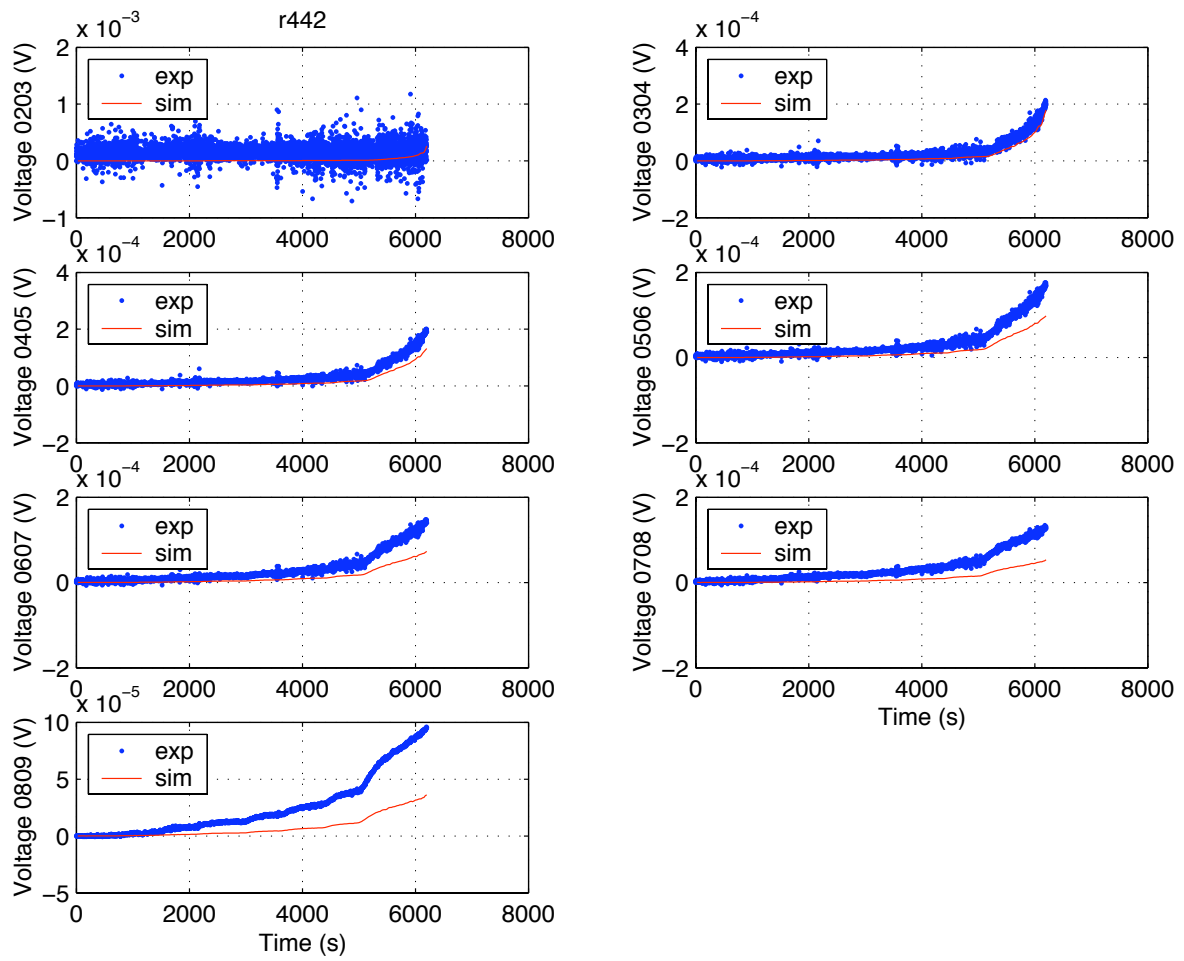 r442
x 10−3
2
1
0
−1
0 2000 4000 6000 8000
Voltage 0203 (V)
exp
sim
x 10−4
4
2
0
−2
0 2000 4000 6000 8000
Voltage 0304 (V)
exp
sim
x 10−4
4
2
0
−2
0 2000 4000 6000 8000
Voltage 0405 (V)
exp
sim
x 10−4
2
0
−2
0 2000 4000 6000 8000
Voltage 0506 (V)
exp
sim
x 10−4
2
0
−2
0 2000 4000 6000 8000
Voltage 0607 (V)
exp
sim
x 10−4
2
0
−2
0 2000 4000 6000 8000
Voltage 0708 (V)
exp
sim
Time (s)
x 10−5
10
5
0
−5
0 2000 4000 6000 8000
Voltage 0809 (V)
exp
sim
Time (s)